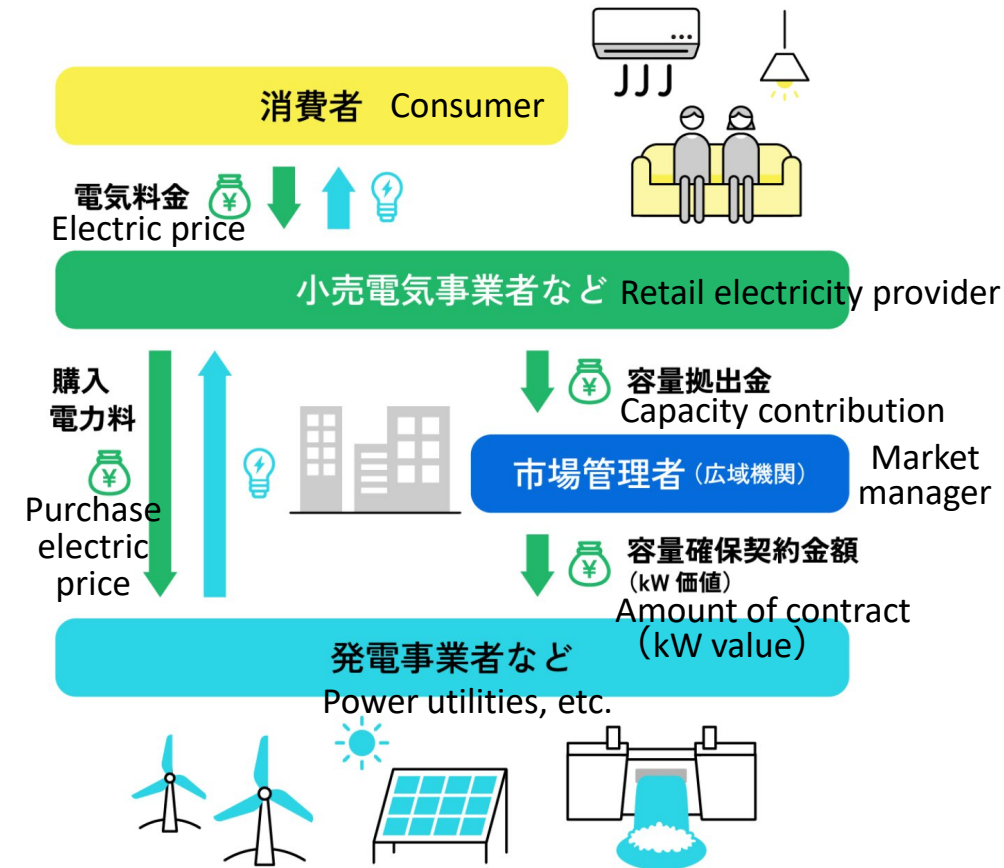 消費者 Consumer
電気料金 ¥
Electric price
小売電気事業者など Retail electricity provider
購入
電力料
¥
Purchase
electric
price
¥ 容量拠出金
Capacity contribution
市場管理者（広域機関）
Market
manager
¥ 容量確保契約金額
（kW 価値）
Amount of contract
（kW value）
発電事業者など
Power utilities, etc.